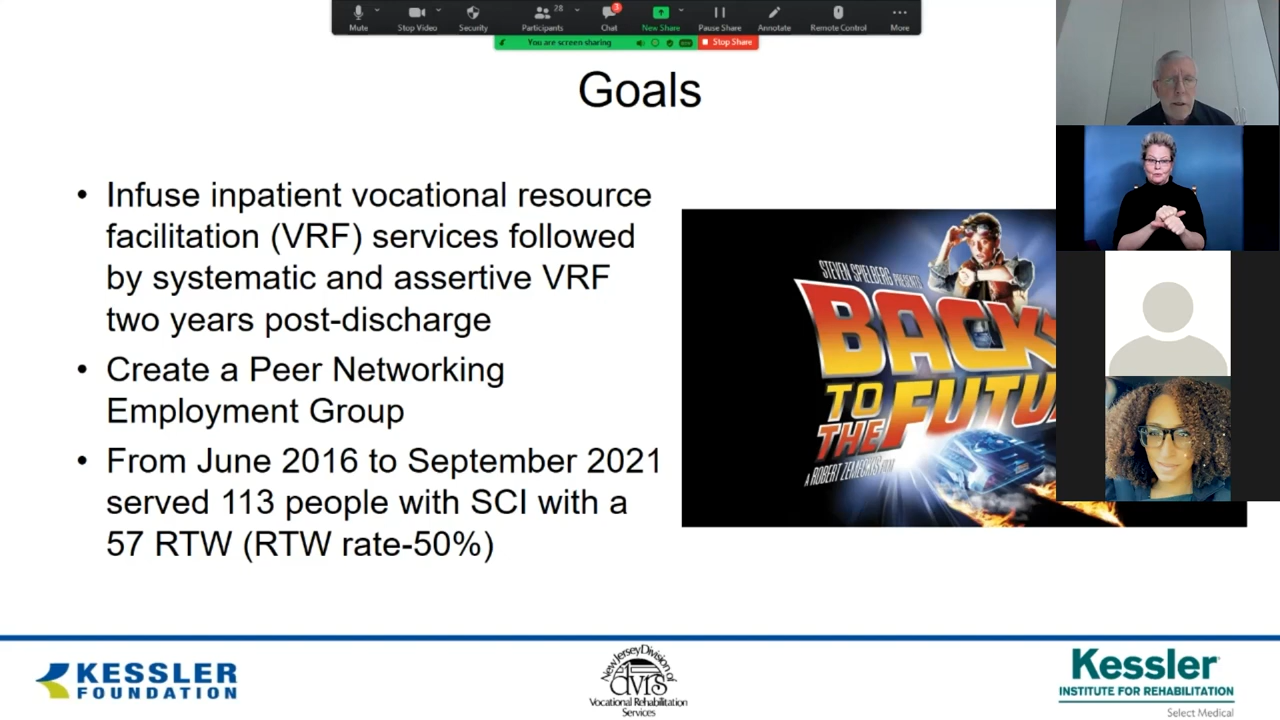 Mute
Stop Video
Security
Participants
28
Chat
3
New Share
Pause Share
Annotate
Remote Control
More
You are screen sharing
Stop Share
Goals
• Infuse inpatient vocational resource
facilitation (VRF) services followed
by systematic and assertive VRF
two years post-discharge
• Create a Peer Networking
Employment Group
• From June 2016 to September 2021
served 113 people with SCI with a
57 RTW (RTW rate-50%)
STEVEN SPIELBERG PRESENTS
BACK
TO
THE FUTU
A ROBERT ZEMECKIS FILM
KESSLER
FOUNDATION
New Jersey Division of
dvrs
Vocational Rehabilitation
Services
Kessler
INSTITUTE FOR REHABILITATION
Select Medical